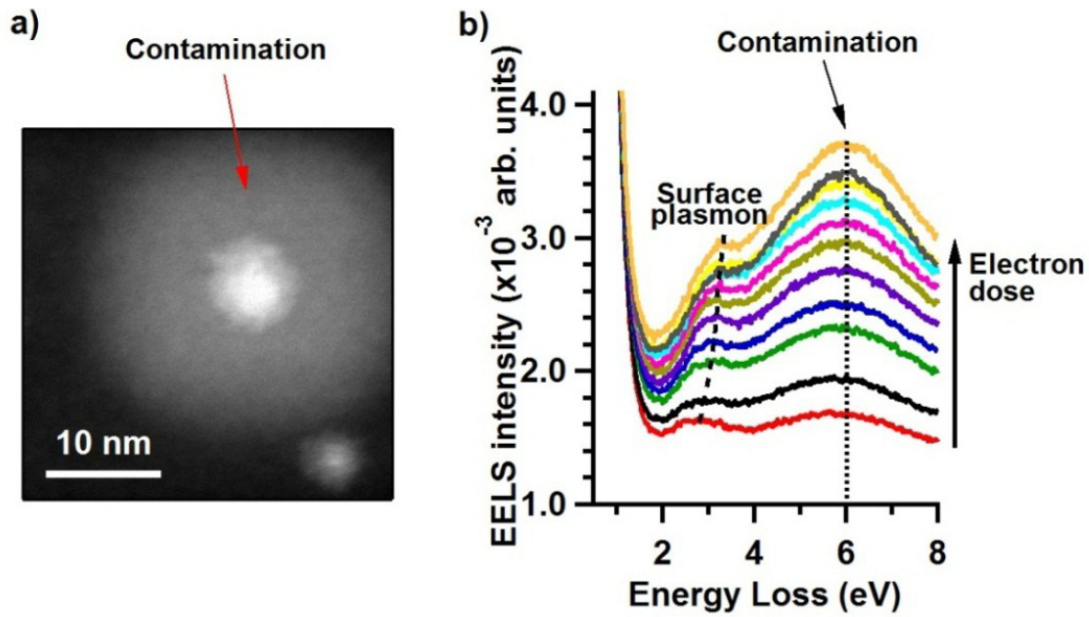 a)
Contamination
10 nm
b)
Contamination
EELS intensity (x10⁻³ arb. units)
4.0
3.0
2.0
1.0
Surface
plasmon
Electron
dose
2 4 6 8
Energy Loss (eV)